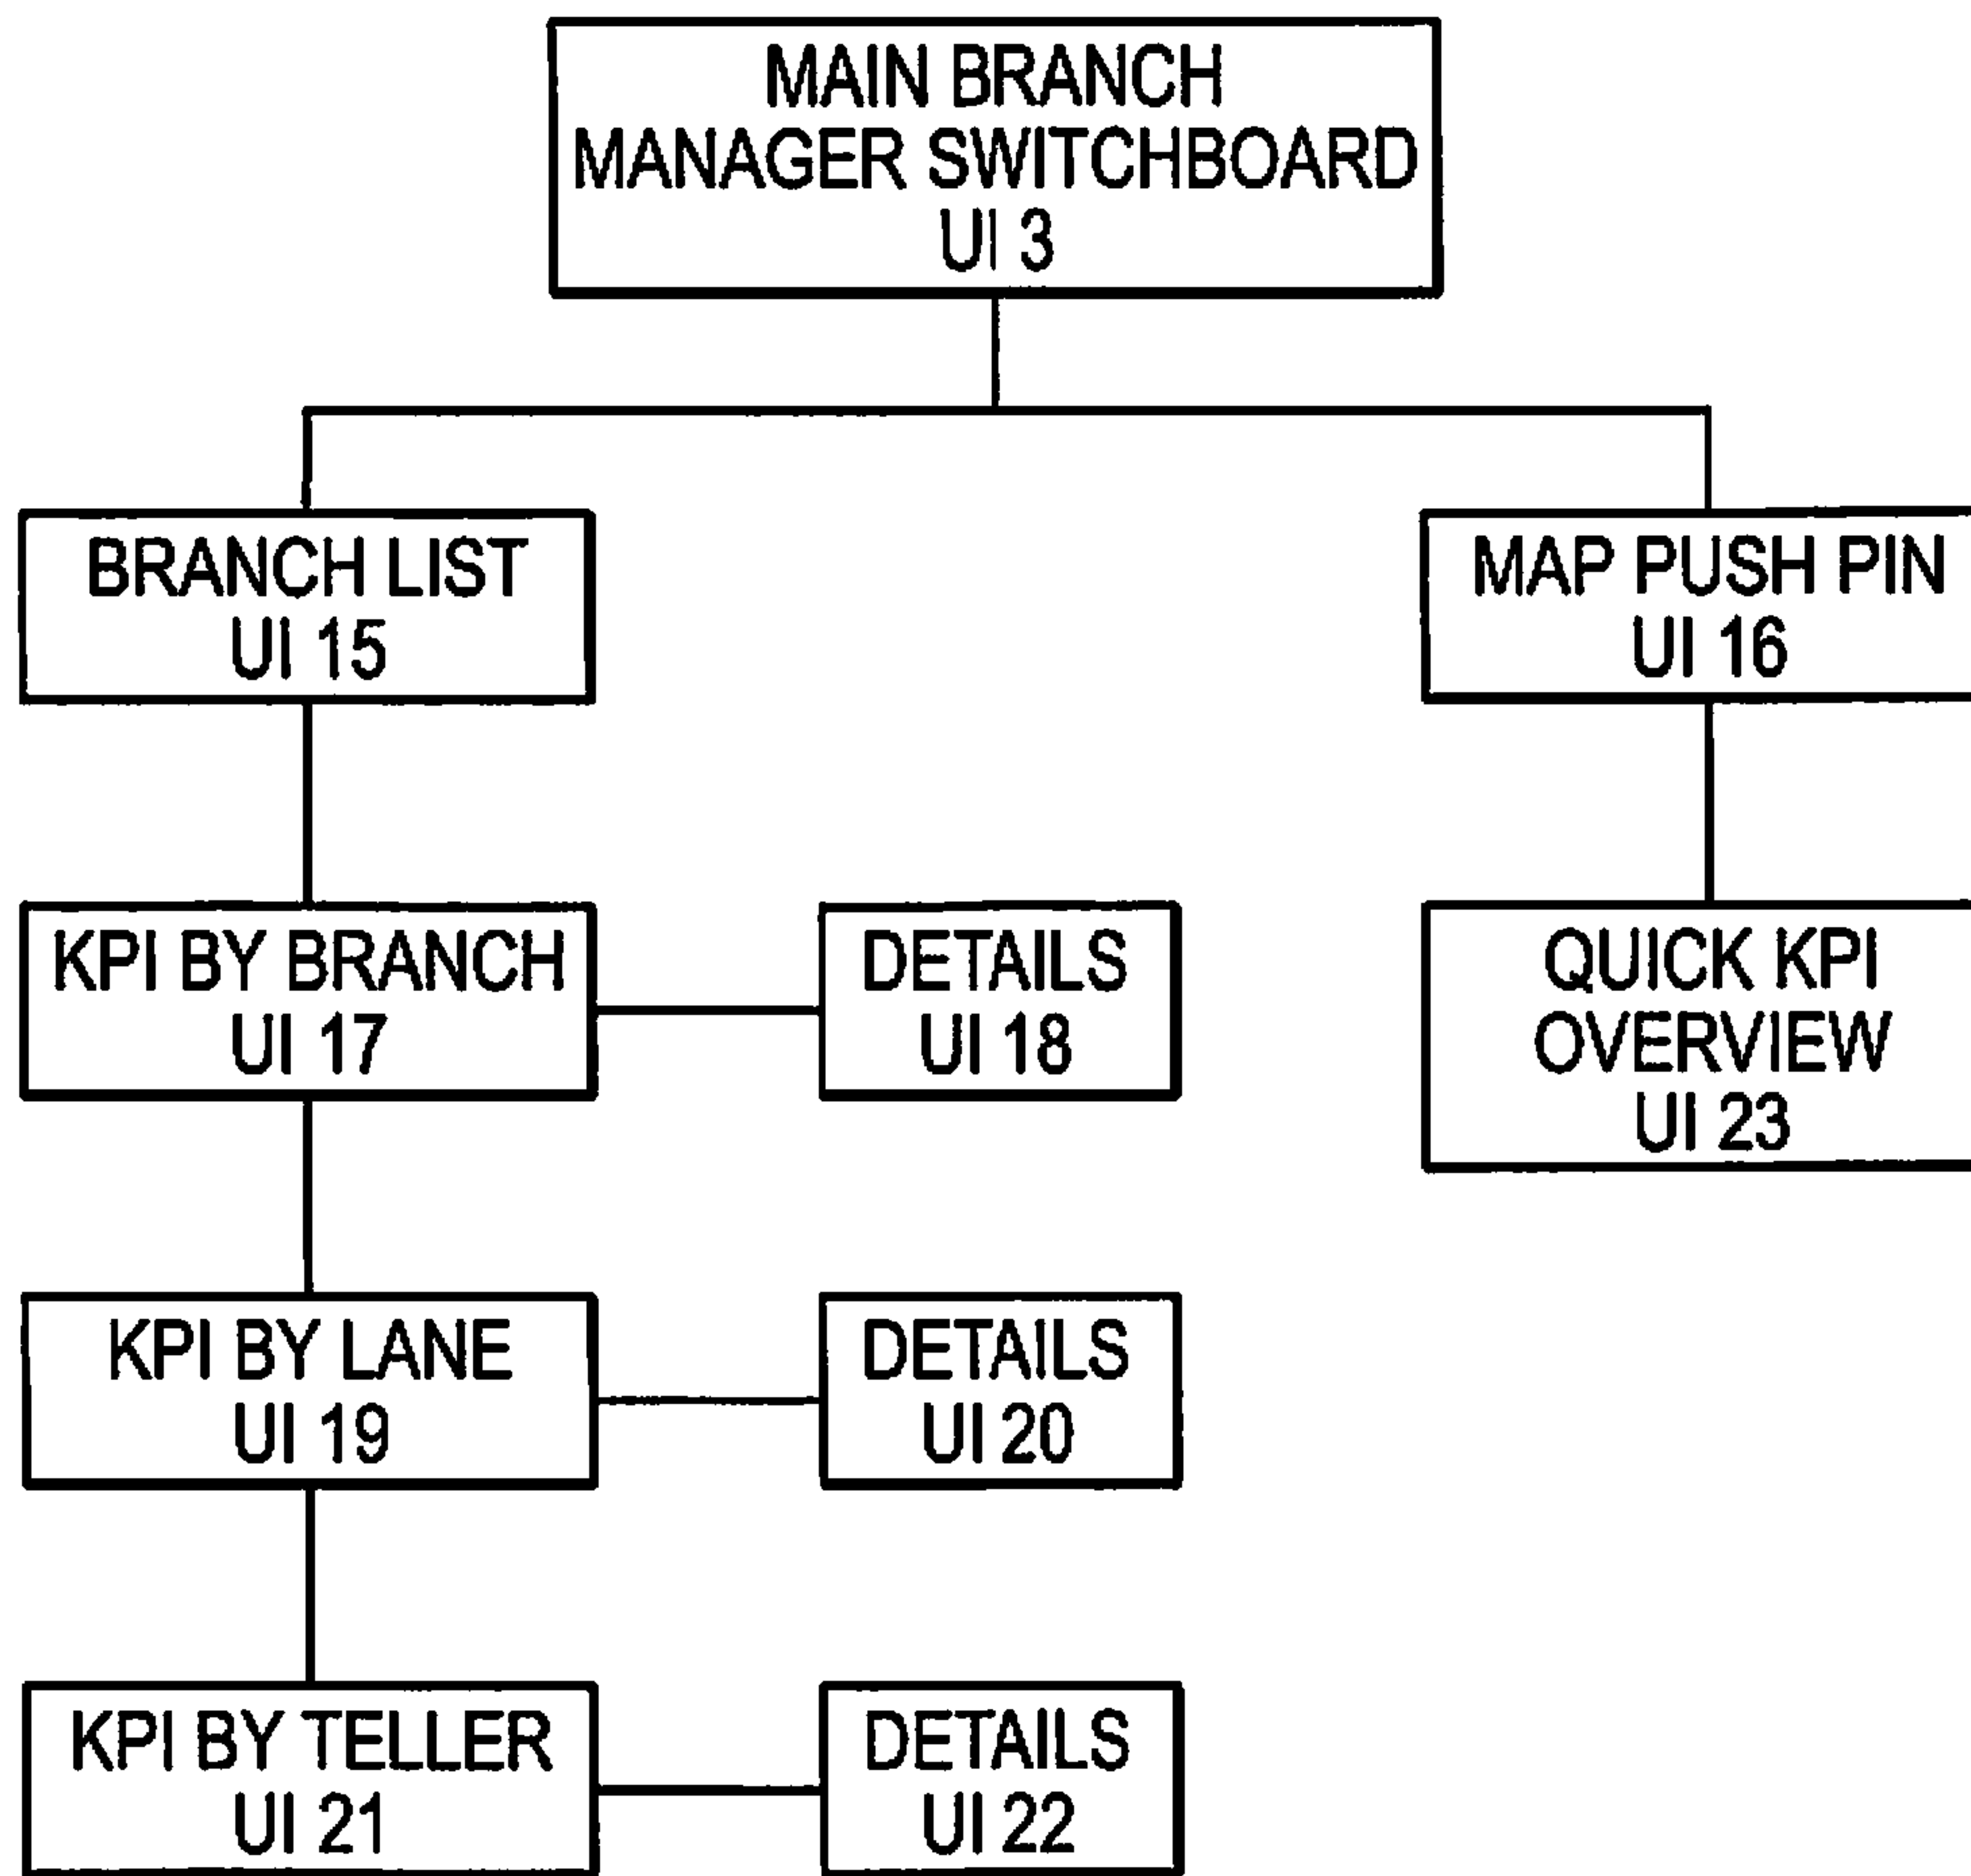 MAIN BRANCH
MANAGER SWITCHBOARD
UI 3
BRANCH LIST
UI 15
MAP PUSH PIN
UI 16
KPI BY BRANCH
UI 17
DETAILS
UI 18
QUICK KPI
OVERVIEW
UI 23
KPI BY LANE
UI 19
DETAILS
UI 20
KPI BY TELLER
UI 21
DETAILS
UI 22